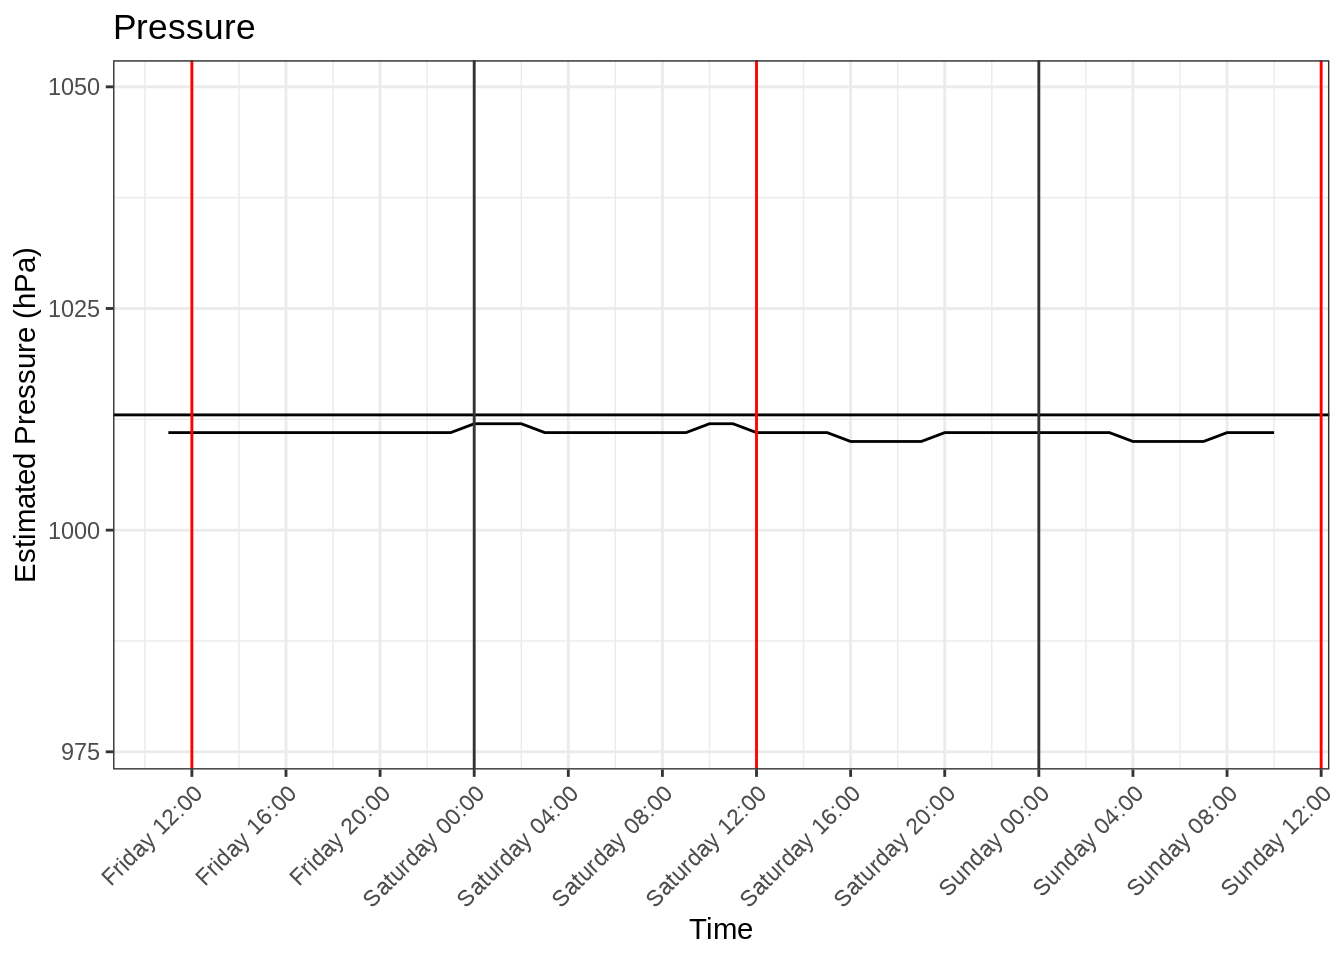 Pressure
Estimated Pressure (hPa)
1050
1025
1000
975
Friday 12:00
Friday 16:00
Friday 20:00
Saturday 00:00
Saturday 04:00
Saturday 08:00
Saturday 12:00
Saturday 16:00
Saturday 20:00
Sunday 00:00
Sunday 04:00
Sunday 08:00
Sunday 12:00
Time